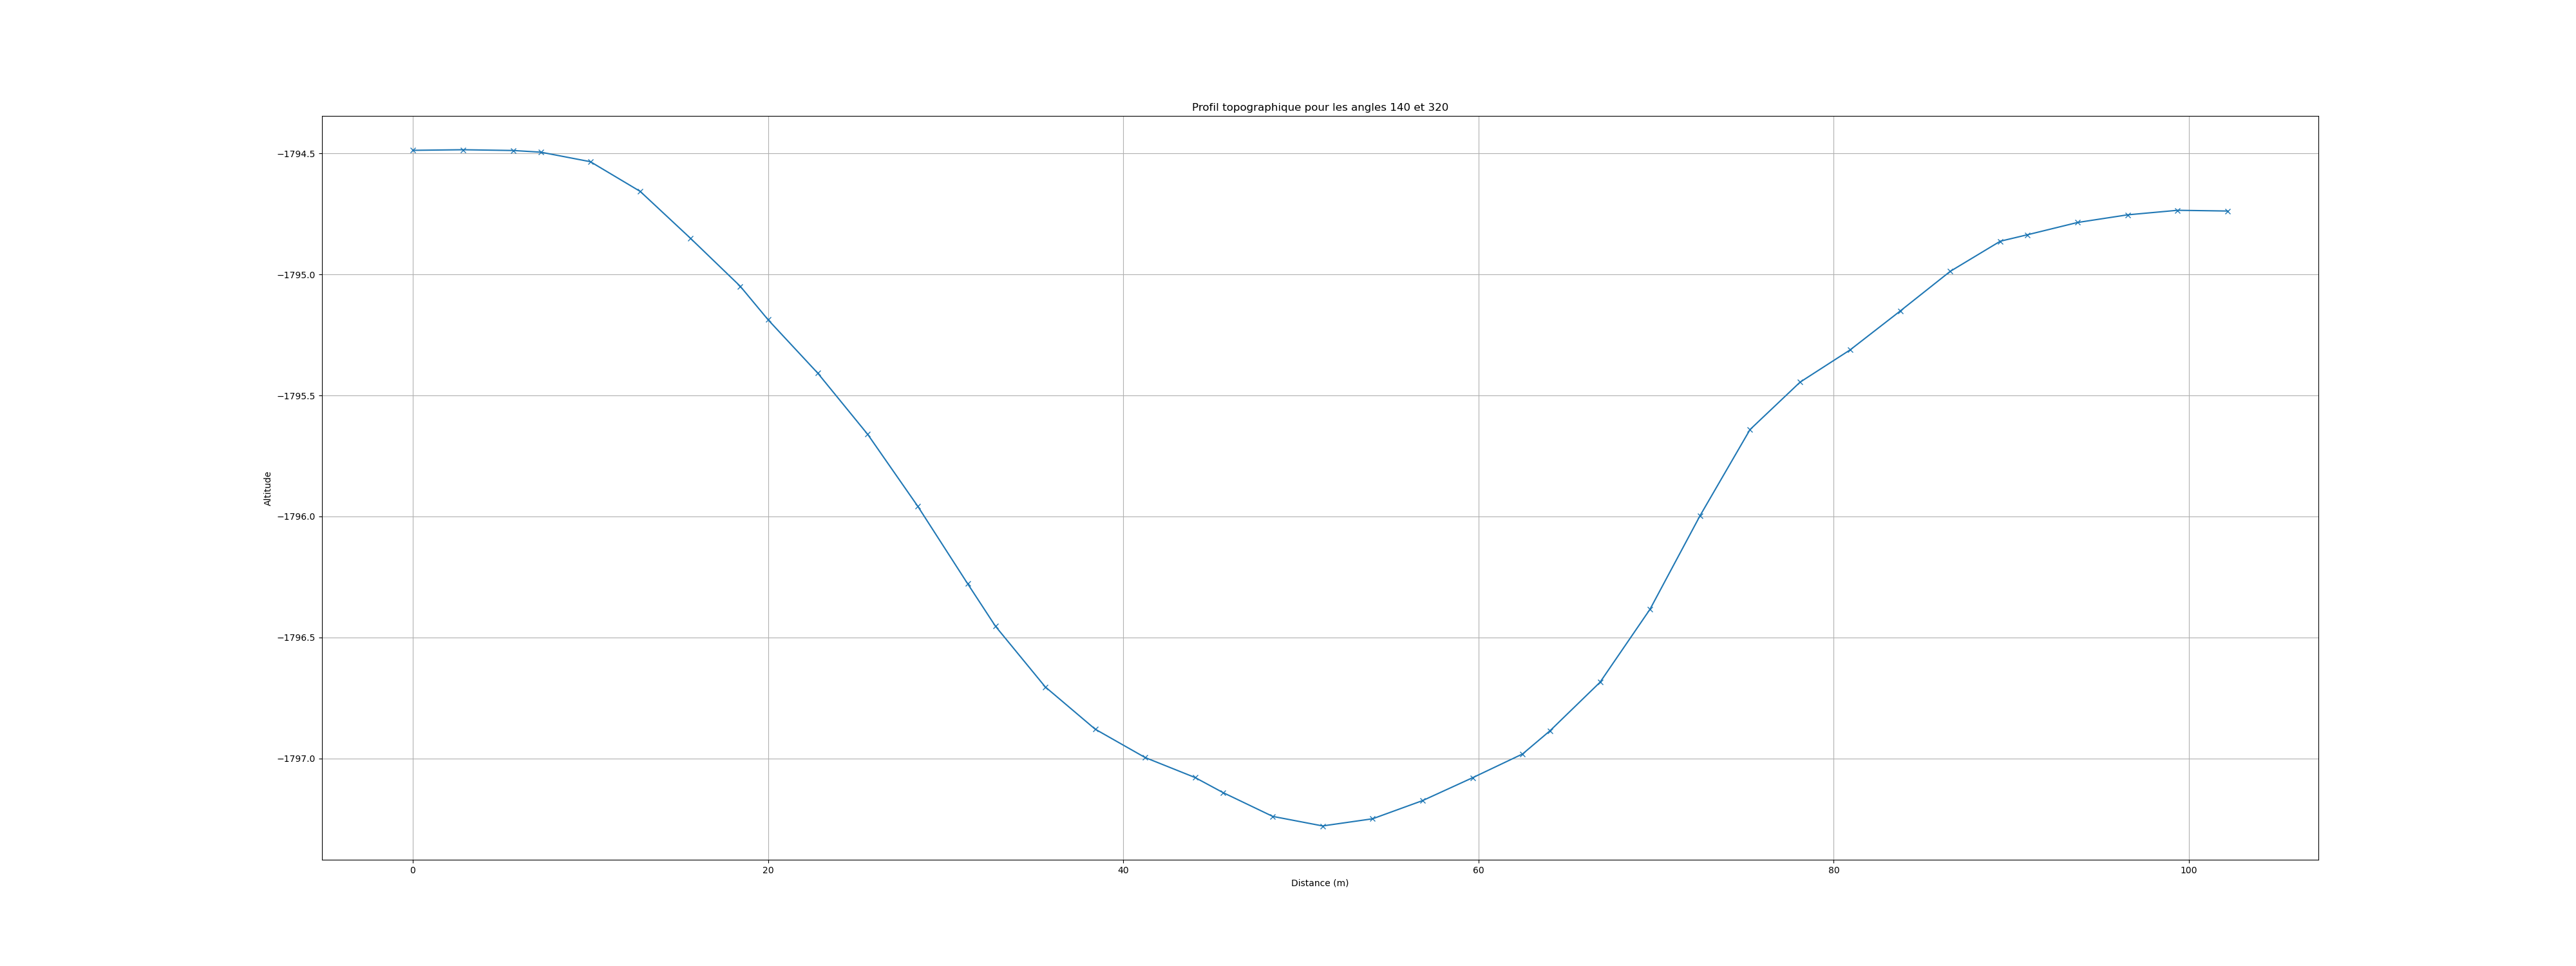 Profil topographique pour les angles 140 et 320
−1794.5
−1795.0
−1795.5
−1796.0
−1796.5
−1797.0
Altitude
0 20 40 60 80 100
Distance (m)